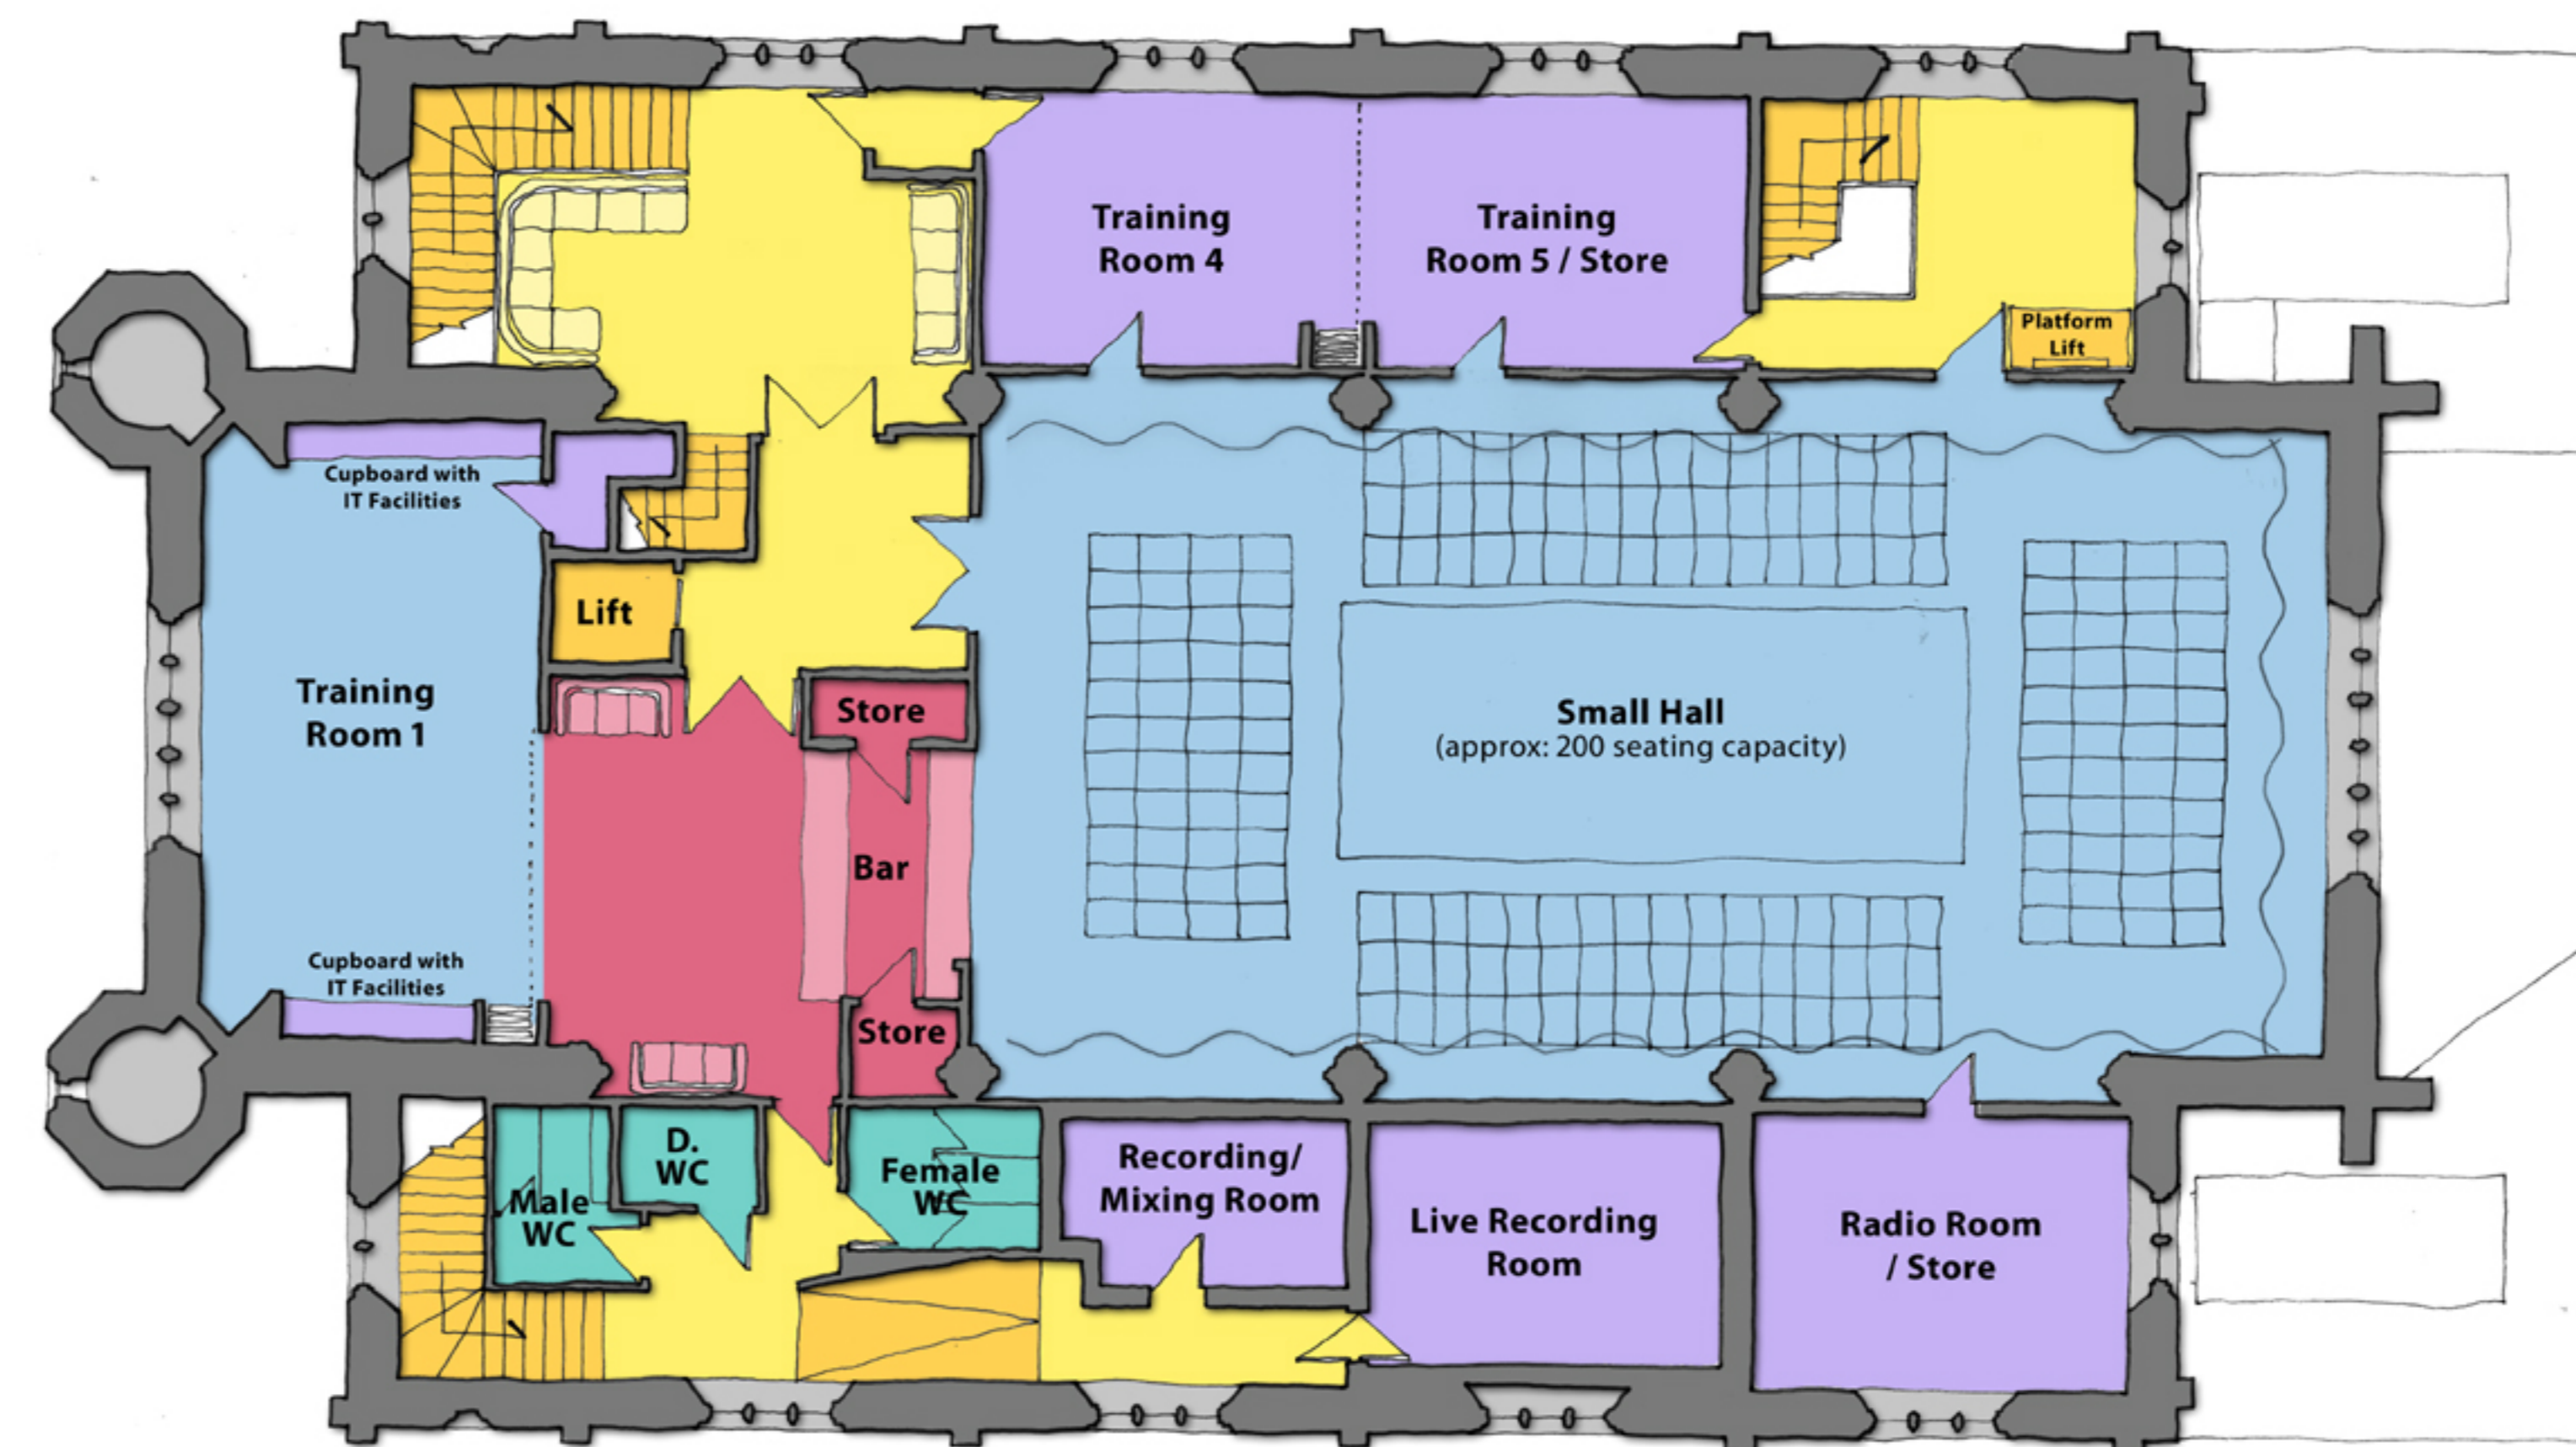 Training
Room 4
Training
Room 5 / Store
Platform
Lift
Cupboard with
IT Facilities
Lift
Training
Room 1
Store
Small Hall
(approx: 200 seating capacity)
Bar
Cupboard with
IT Facilities
Store
D.
WC
Male
WC
Female
WC
Recording/
Mixing Room
Live Recording
Room
Radio Room
/ Store